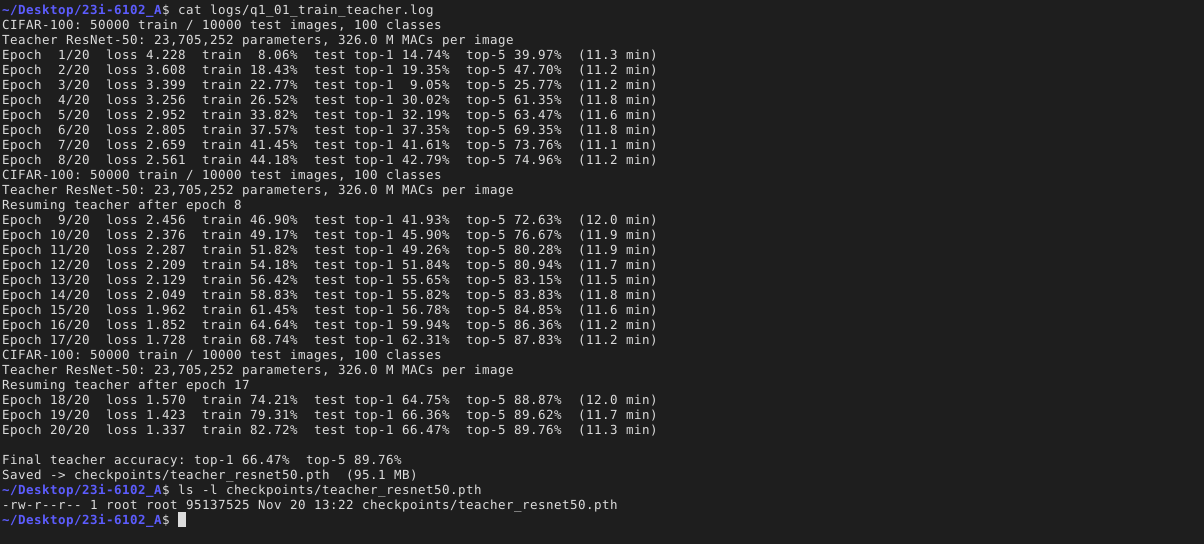 ~/Desktop/23i-6102_A$ cat logs/q1_01_train_teacher.log
CIFAR-100: 50000 train / 10000 test images, 100 classes
Teacher ResNet-50: 23,705,252 parameters, 326.0 M MACs per image
Epoch  1/20  loss 4.228  train  8.06%  test top-1 14.74%  top-5 39.97%  (11.3 min)
Epoch  2/20  loss 3.608  train 18.43%  test top-1 19.35%  top-5 47.70%  (11.2 min)
Epoch  3/20  loss 3.399  train 22.77%  test top-1  9.05%  top-5 25.77%  (11.2 min)
Epoch  4/20  loss 3.256  train 26.52%  test top-1 30.02%  top-5 61.35%  (11.8 min)
Epoch  5/20  loss 2.952  train 33.82%  test top-1 32.19%  top-5 63.47%  (11.6 min)
Epoch  6/20  loss 2.805  train 37.57%  test top-1 37.35%  top-5 69.35%  (11.8 min)
Epoch  7/20  loss 2.659  train 41.45%  test top-1 41.61%  top-5 73.76%  (11.1 min)
Epoch  8/20  loss 2.561  train 44.18%  test top-1 42.79%  top-5 74.96%  (11.2 min)
CIFAR-100: 50000 train / 10000 test images, 100 classes
Teacher ResNet-50: 23,705,252 parameters, 326.0 M MACs per image
Resuming teacher after epoch 8
Epoch  9/20  loss 2.456  train 46.90%  test top-1 41.93%  top-5 72.63%  (12.0 min)
Epoch 10/20  loss 2.376  train 49.17%  test top-1 45.90%  top-5 76.67%  (11.9 min)
Epoch 11/20  loss 2.287  train 51.82%  test top-1 49.26%  top-5 80.28%  (11.9 min)
Epoch 12/20  loss 2.209  train 54.18%  test top-1 51.84%  top-5 80.94%  (11.7 min)
Epoch 13/20  loss 2.129  train 56.42%  test top-1 55.65%  top-5 83.15%  (11.5 min)
Epoch 14/20  loss 2.049  train 58.83%  test top-1 55.82%  top-5 83.83%  (11.8 min)
Epoch 15/20  loss 1.962  train 61.45%  test top-1 56.78%  top-5 84.85%  (11.6 min)
Epoch 16/20  loss 1.852  train 64.64%  test top-1 59.94%  top-5 86.36%  (11.2 min)
Epoch 17/20  loss 1.728  train 68.74%  test top-1 62.31%  top-5 87.83%  (11.2 min)
CIFAR-100: 50000 train / 10000 test images, 100 classes
Teacher ResNet-50: 23,705,252 parameters, 326.0 M MACs per image
Resuming teacher after epoch 17
Epoch 18/20  loss 1.570  train 74.21%  test top-1 64.75%  top-5 88.87%  (12.0 min)
Epoch 19/20  loss 1.423  train 79.31%  test top-1 66.36%  top-5 89.62%  (11.7 min)
Epoch 20/20  loss 1.337  train 82.72%  test top-1 66.47%  top-5 89.76%  (11.3 min)
Final teacher accuracy: top-1 66.47%  top-5 89.76%
Saved -> checkpoints/teacher_resnet50.pth  (95.1 MB)
~/Desktop/23i-6102_A$ ls -l checkpoints/teacher_resnet50.pth
-rw-r--r-- 1 root root 95137525 Nov 20 13:22 checkpoints/teacher_resnet50.pth
~/Desktop/23i-6102_A$